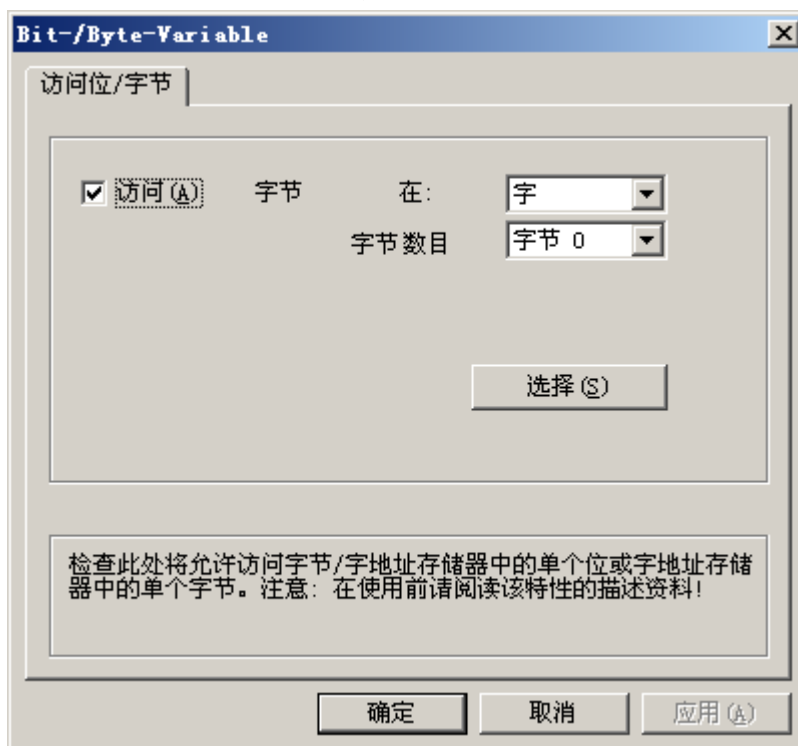 Bit-/Byte-Variable
访问位/字节
访问(A) 字节 在: 字
字节数目 字节 0
选择(S)
检查此处将允许访问字节/字地址存储器中的单个位或字地址存储
器中的单个字节。注意: 在使用前请阅读该特性的描述资料!
确定 取消 应用(A)